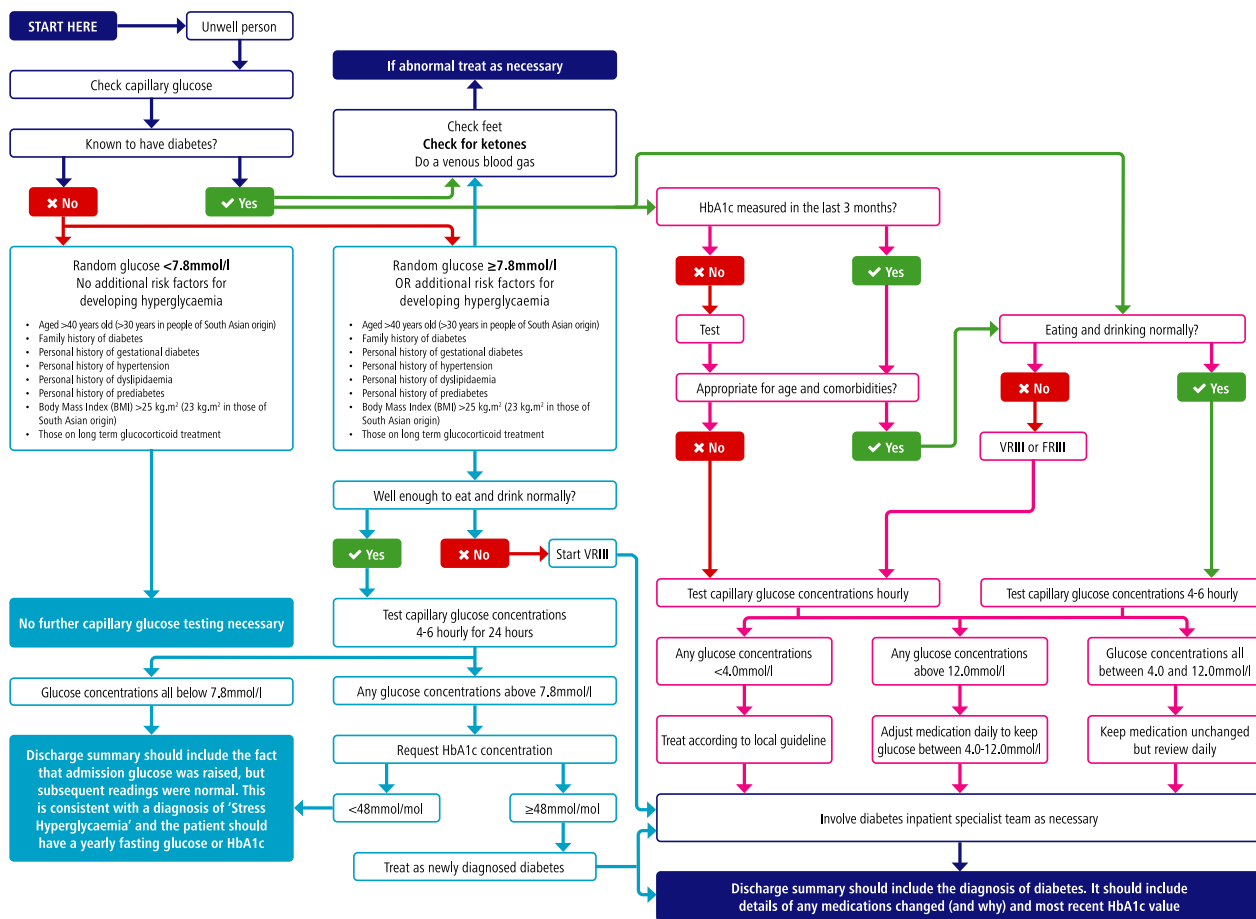 START HERE
Unwell person
Check capillary glucose
Known to have diabetes?
✖ No
✔ Yes
If abnormal treat as necessary
Check feet
Check for ketones
Do a venous blood gas
Random glucose <7.8mmol/l
No additional risk factors for
developing hyperglycaemia
• Aged >40 years old (>30 years in people of South Asian origin)
• Family history of diabetes
• Personal history of gestational diabetes
• Personal history of hypertension
• Personal history of dyslipidaemia
• Personal history of prediabetes
• Body Mass Index (BMI) >25 kg.m² (23 kg.m² in those of
South Asian origin)
• Those on long term glucocorticoid treatment
Random glucose ≥7.8mmol/l
OR additional risk factors for
developing hyperglycaemia
• Aged >40 years old (>30 years in people of South Asian origin)
• Family history of diabetes
• Personal history of gestational diabetes
• Personal history of hypertension
• Personal history of dyslipidaemia
• Personal history of prediabetes
• Body Mass Index (BMI) >25 kg.m² (23 kg.m² in those of
South Asian origin)
• Those on long term glucocorticoid treatment
Well enough to eat and drink normally?
✔ Yes
✖ No
Start VRIII
No further capillary glucose testing necessary
Test capillary glucose concentrations
4-6 hourly for 24 hours
Glucose concentrations all below 7.8mmol/l
Any glucose concentrations above 7.8mmol/l
Request HbA1c concentration
<48mmol/mol
≥48mmol/mol
Treat as newly diagnosed diabetes
Discharge summary should include the fact
that admission glucose was raised, but
subsequent readings were normal. This
is consistent with a diagnosis of ‘Stress
Hyperglycaemia’ and the patient should
have a yearly fasting glucose or HbA1c
HbA1c measured in the last 3 months?
✖ No
✔ Yes
Test
Appropriate for age and comorbidities?
✖ No
✔ Yes
Eating and drinking normally?
✖ No
✔ Yes
VRIII or FRIII
Test capillary glucose concentrations hourly
Test capillary glucose concentrations 4-6 hourly
Any glucose concentrations
<4.0mmol/l
Any glucose concentrations
above 12.0mmol/l
Glucose concentrations all
between 4.0 and 12.0mmol/l
Treat according to local guideline
Adjust medication daily to keep
glucose between 4.0-12.0mmol/l
Keep medication unchanged
but review daily
Involve diabetes inpatient specialist team as necessary
Discharge summary should include the diagnosis of diabetes. It should include
details of any medications changed (and why) and most recent HbA1c value